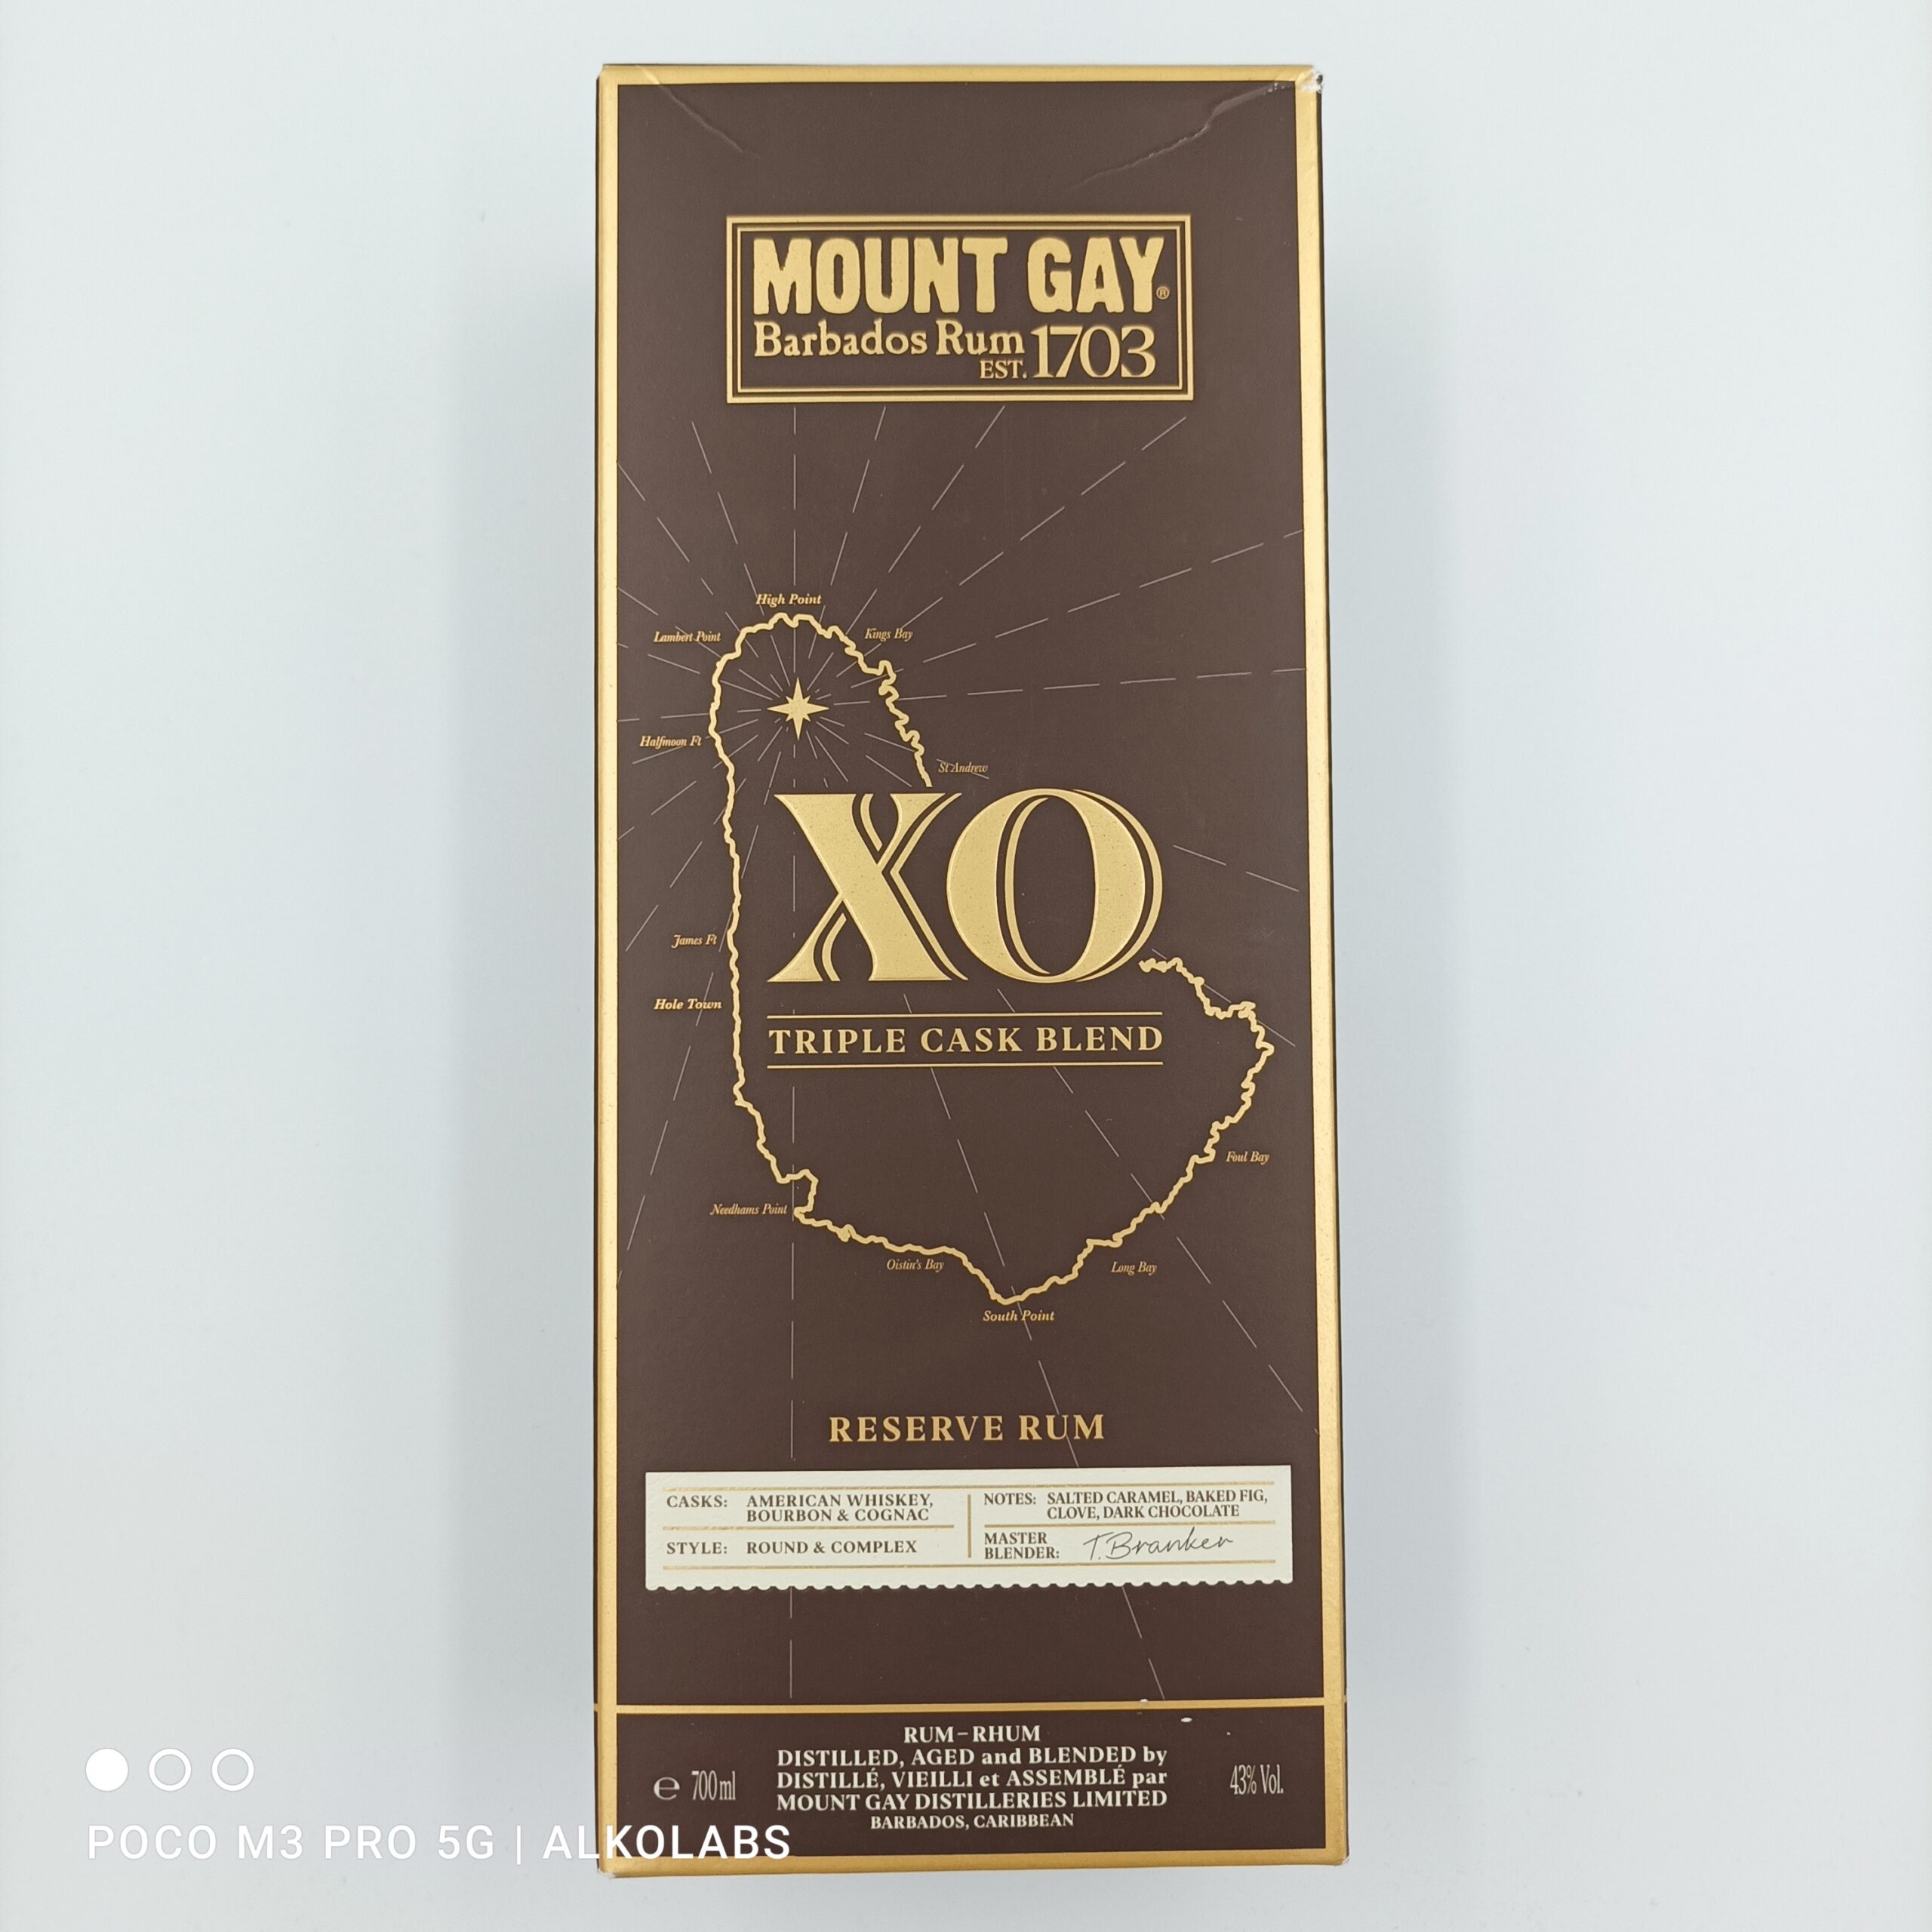 MOUNT GAY®
Barbados Rum
EST. 1703
High Point
Lambert Point
Kings Bay
Halfmoon Ft
St Andrew
XO
James Ft
Hole Town
TRIPLE CASK BLEND
Foul Bay
Needhams Point
Oistin's Bay
Long Bay
South Point
RESERVE RUM
CASKS: AMERICAN WHISKEY,
BOURBON & COGNAC
STYLE: ROUND & COMPLEX
NOTES: SALTED CARAMEL, BAKED FIG,
CLOVE, DARK CHOCOLATE
MASTER
BLENDER: T. Branker
RUM–RHUM
DISTILLED, AGED and BLENDED by
DISTILLÉ, VIEILLI et ASSEMBLÉ par
MOUNT GAY DISTILLERIES LIMITED
BARBADOS, CARIBBEAN
℮ 700 ml
43% Vol.
POCO M3 PRO 5G | ALKOLABS